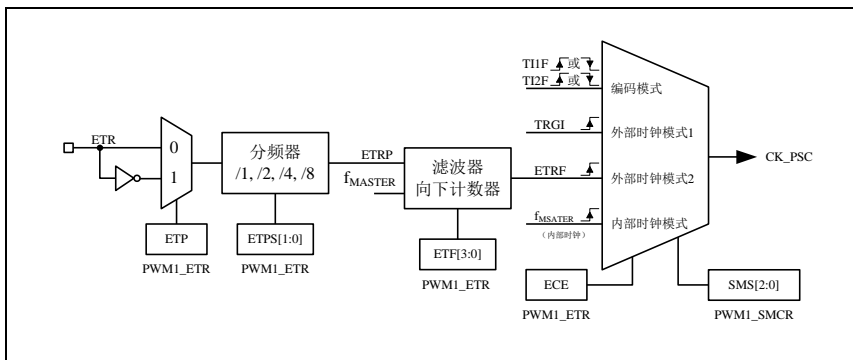 TI1F 或
TI2F 或
编码模式
ETR
0
1
分频器
/1, /2, /4, /8
ETRP
fMASTER
滤波器
向下计数器
TRGI
外部时钟模式1
ETRF
外部时钟模式2
fMSATER
(内部时钟)
内部时钟模式
CK_PSC
ETP
PWM1_ETR
ETPS[1:0]
PWM1_ETR
ETF[3:0]
PWM1_ETR
ECE
PWM1_ETR
SMS[2:0]
PWM1_SMCR